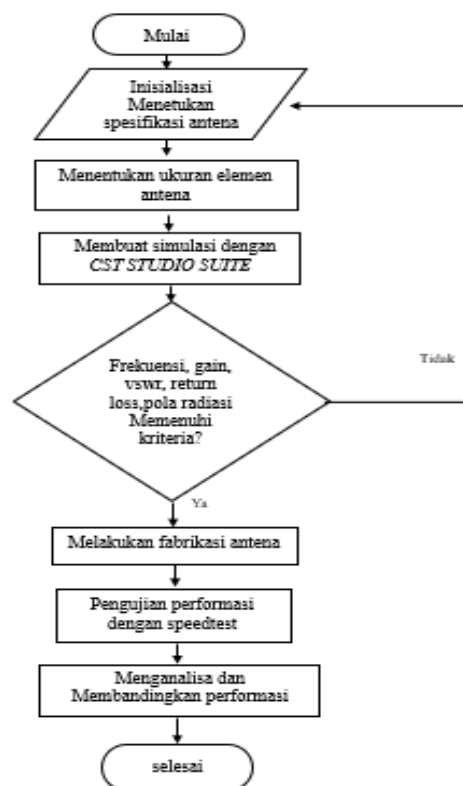 Mulai
Inisialisasi
Menetukan
spesifikasi antena
Menentukan ukuran elemen
antena
Membuat simulasi dengan
CST STUDIO SUITE
Frekuensi, gain,
vswr, return
loss,pola radiasi
Memenuhi
kriteria?
Tidak
Ya
Melakukan fabrikasi antena
Pengujian performasi
dengan speedtest
Menganalisa dan
Membandingkan performasi
selesai